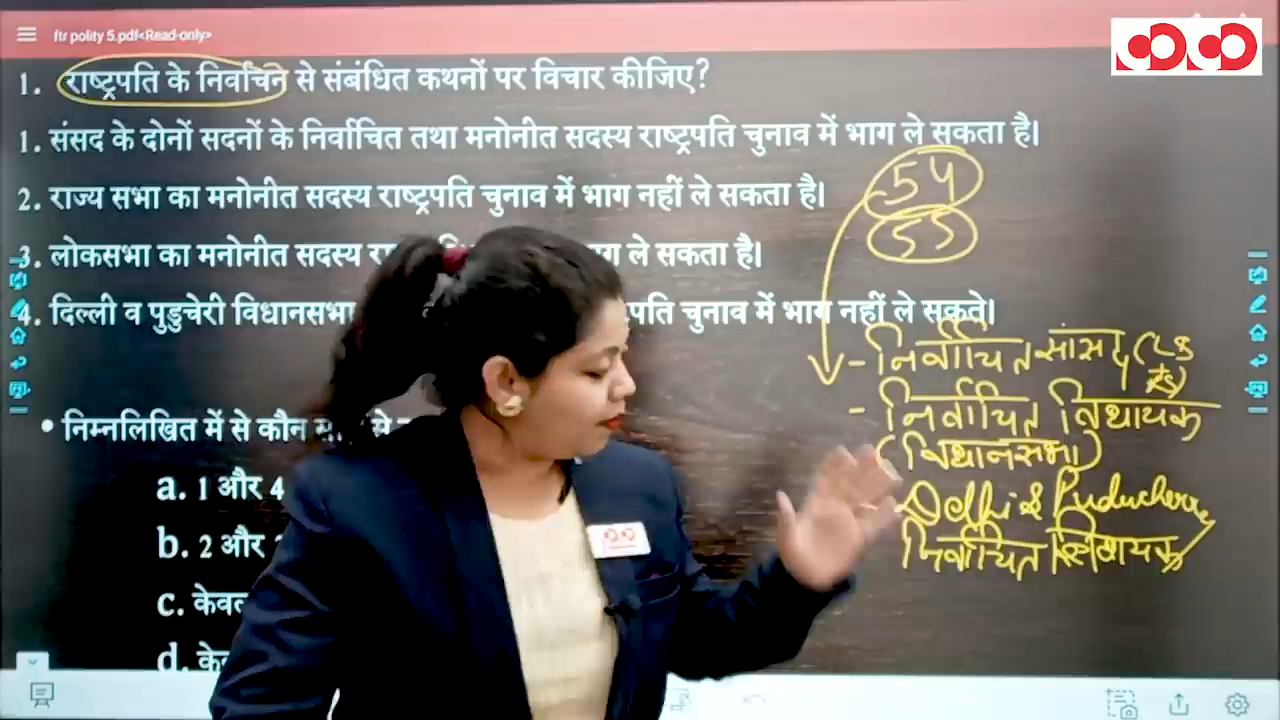 ftr polity 5.pdf<Read-only>
1. राष्ट्रपति के निर्वाचन से संबंधित कथनों पर विचार कीजिए?
1. संसद के दोनों सदनों के निर्वाचित तथा मनोनीत सदस्य राष्ट्रपति चुनाव में भाग ले सकता है।
2. राज्य सभा का मनोनीत सदस्य राष्ट्रपति चुनाव में भाग नहीं ले सकता है।
3. लोकसभा का मनोनीत सदस्य ले सकता है।
4. दिल्ली व पुडुचेरी विधानसभा चुनाव में भाग नहीं ले सकते।
54
55
- निर्वाचित सांसद (LS
RS)
- निर्वाचित विधायक
(विधानसभा)
Delhi & Puducherry
निर्वाचित विधायक
• निम्नलिखित में से कौन
a. 1 और 4
b. 2 और
c.
d.